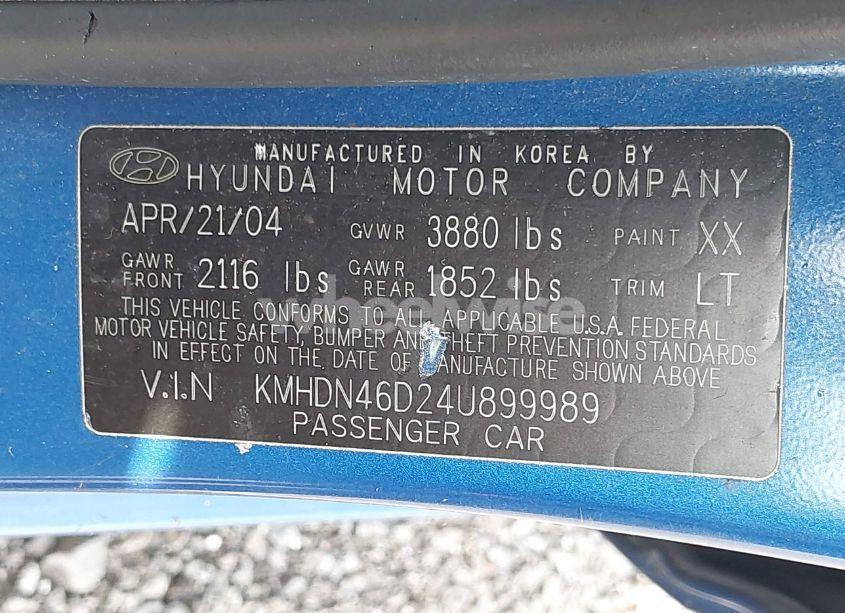 MANUFACTURED IN KOREA BY
HYUNDAI MOTOR COMPANY
APR/21/04 GVWR 3880 lbs PAINT XX
GAWR FRONT 2116 lbs GAWR REAR 1852 lbs TRIM LT
THIS VEHICLE CONFORMS TO ALL APPLICABLE U.S.A. FEDERAL
MOTOR VEHICLE SAFETY, BUMPER AND THEFT PREVENTION STANDARDS
IN EFFECT ON THE DATE OF MANUFACTURE SHOWN ABOVE
V.I.N KMHDN46D24U899989
PASSENGER CAR
wheelwise